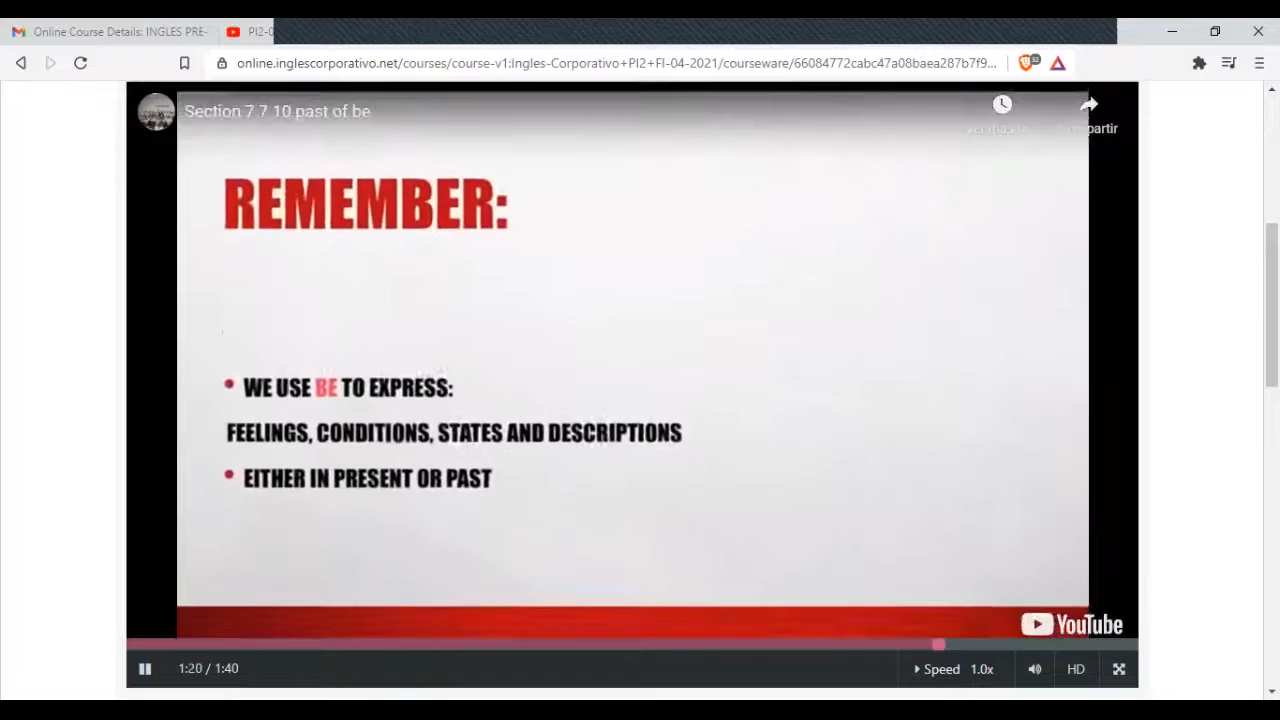 Online Course Details: INGLES PRE-
PI2-0
online.inglescorporativo.net/courses/course-v1:Ingles-Corporativo+PI2+FI-04-2021/courseware/66084772cabc47a08baea287b7f9...
32
Section 7 7 10 past of be
partir
REMEMBER:
• WE USE BE TO EXPRESS:
FEELINGS, CONDITIONS, STATES AND DESCRIPTIONS
• EITHER IN PRESENT OR PAST
YouTube
1:20 / 1:40
Speed 1.0x
HD